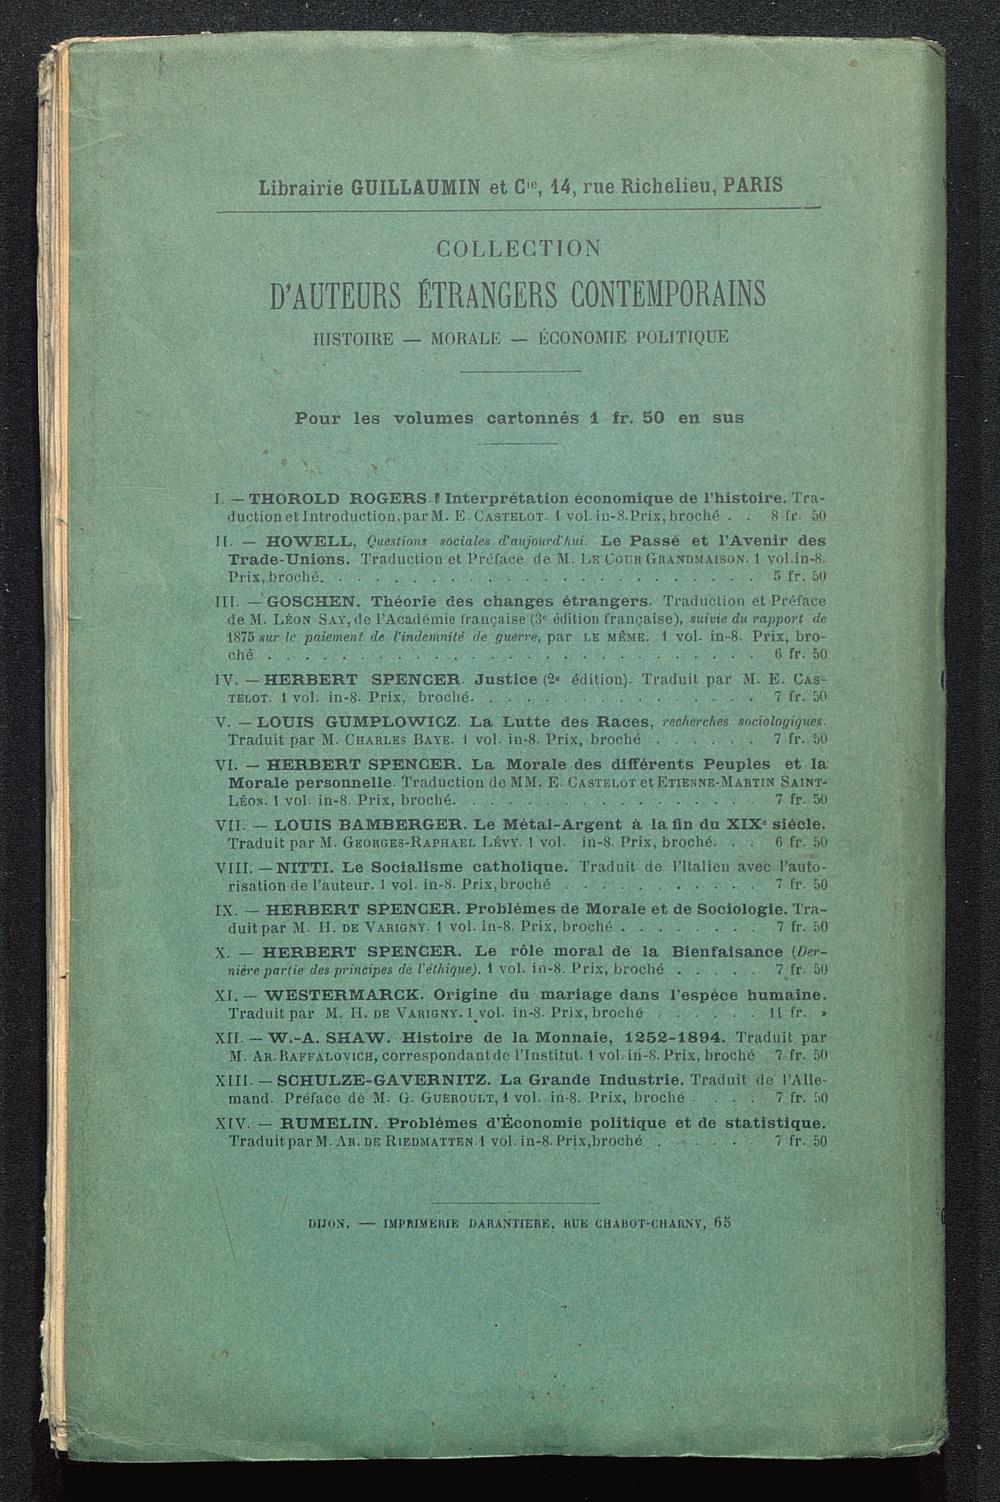 Librairie GUILLAUMIN et Cie, 14, rue Richelieu, PARIS
COLLECTION
D'AUTEURS ÉTRANGERS CONTEMPORAINS
HISTOIRE — MORALE — ÉCONOMIE POLITIQUE
Pour les volumes cartonnés 1 fr. 50 en sus
I. — THOROLD ROGERS. Interprétation économique de l'histoire. Tra-
duction et Introduction, par M. E. CASTELOT. 1 vol. in-8. Prix, broché . . 8 fr. 50
II. — HOWELL, Questions sociales d'aujourd'hui. Le Passé et l'Avenir des
Trade-Unions. Traduction et Préface de M. LE COUR GRANDMAISON. 1 vol. in-8.
Prix, broché. . . . . . . . . . . . . . . . . . . . . 5 fr. 50
III. — GOSCHEN. Théorie des changes étrangers. Traduction et Préface
de M. LÉON SAY, de l'Académie française (3e édition française), suivie du rapport de
1875 sur le paiement de l'indemnité de guerre, par LE MÊME. 1 vol. in-8. Prix, bro-
ché . . . . . . . . . . . . . . . . . . . . . . . . 6 fr. 50
IV. — HERBERT SPENCER. Justice (2e édition). Traduit par M. E. CAS-
TELOT. 1 vol. in-8. Prix, broché. . . . . . . . . . . . . . 7 fr. 50
V. — LOUIS GUMPLOWICZ. La Lutte des Races, recherches sociologiques.
Traduit par M. CHARLES BAYE. 1 vol. in-8. Prix, broché . . . . . . 7 fr. 50
VI. — HERBERT SPENCER. La Morale des différents Peuples et la
Morale personnelle. Traduction de MM. E. CASTELOT et ETIENNE-MARTIN SAINT-
LÉON. 1 vol. in-8. Prix, broché. . . . . . . . . . . . . . . 7 fr. 50
VII. — LOUIS BAMBERGER. Le Métal-Argent à la fin du XIXe siècle.
Traduit par M. GEORGES-RAPHAEL LÉVY. 1 vol. in-8. Prix, broché. . . 6 fr. 50
VIII. — NITTI. Le Socialisme catholique. Traduit de l'Italien avec l'auto-
risation de l'auteur. 1 vol. in-8. Prix, broché . . . . . . . . . . 7 fr. 50
IX. — HERBERT SPENCER. Problèmes de Morale et de Sociologie. Tra-
duit par M. H. DE VARIGNY. 1 vol. in-8. Prix, broché . . . . . . . . 7 fr. 50
X. — HERBERT SPENCER. Le rôle moral de la Bienfaisance (Der-
nière partie des principes de l'éthique). 1 vol. in-8. Prix, broché . . . . . 7 fr. 50
XI. — WESTERMARCK. Origine du mariage dans l'espèce humaine.
Traduit par M. H. DE VARIGNY. 1 vol. in-8. Prix, broché . . . . . . 11 fr. »
XII. — W.-A. SHAW. Histoire de la Monnaie, 1252-1894. Traduit par
M. AR. RAFFALOVICH, correspondant de l'Institut. 1 vol. in-8. Prix, broché 7 fr. 50
XIII. — SCHULZE-GAVERNITZ. La Grande Industrie. Traduit de l'Alle-
mand. Préface de M. G. GUEROULT, 1 vol. in-8. Prix, broché . . . . 7 fr. 50
XIV. — RUMELIN. Problèmes d'Économie politique et de statistique.
Traduit par M. AR. DE RIEDMATTEN. 1 vol. in-8. Prix, broché . . . . . . 7 fr. 50
DIJON. — IMPRIMERIE DARANTIERE, RUE CHABOT-CHARNY, 65